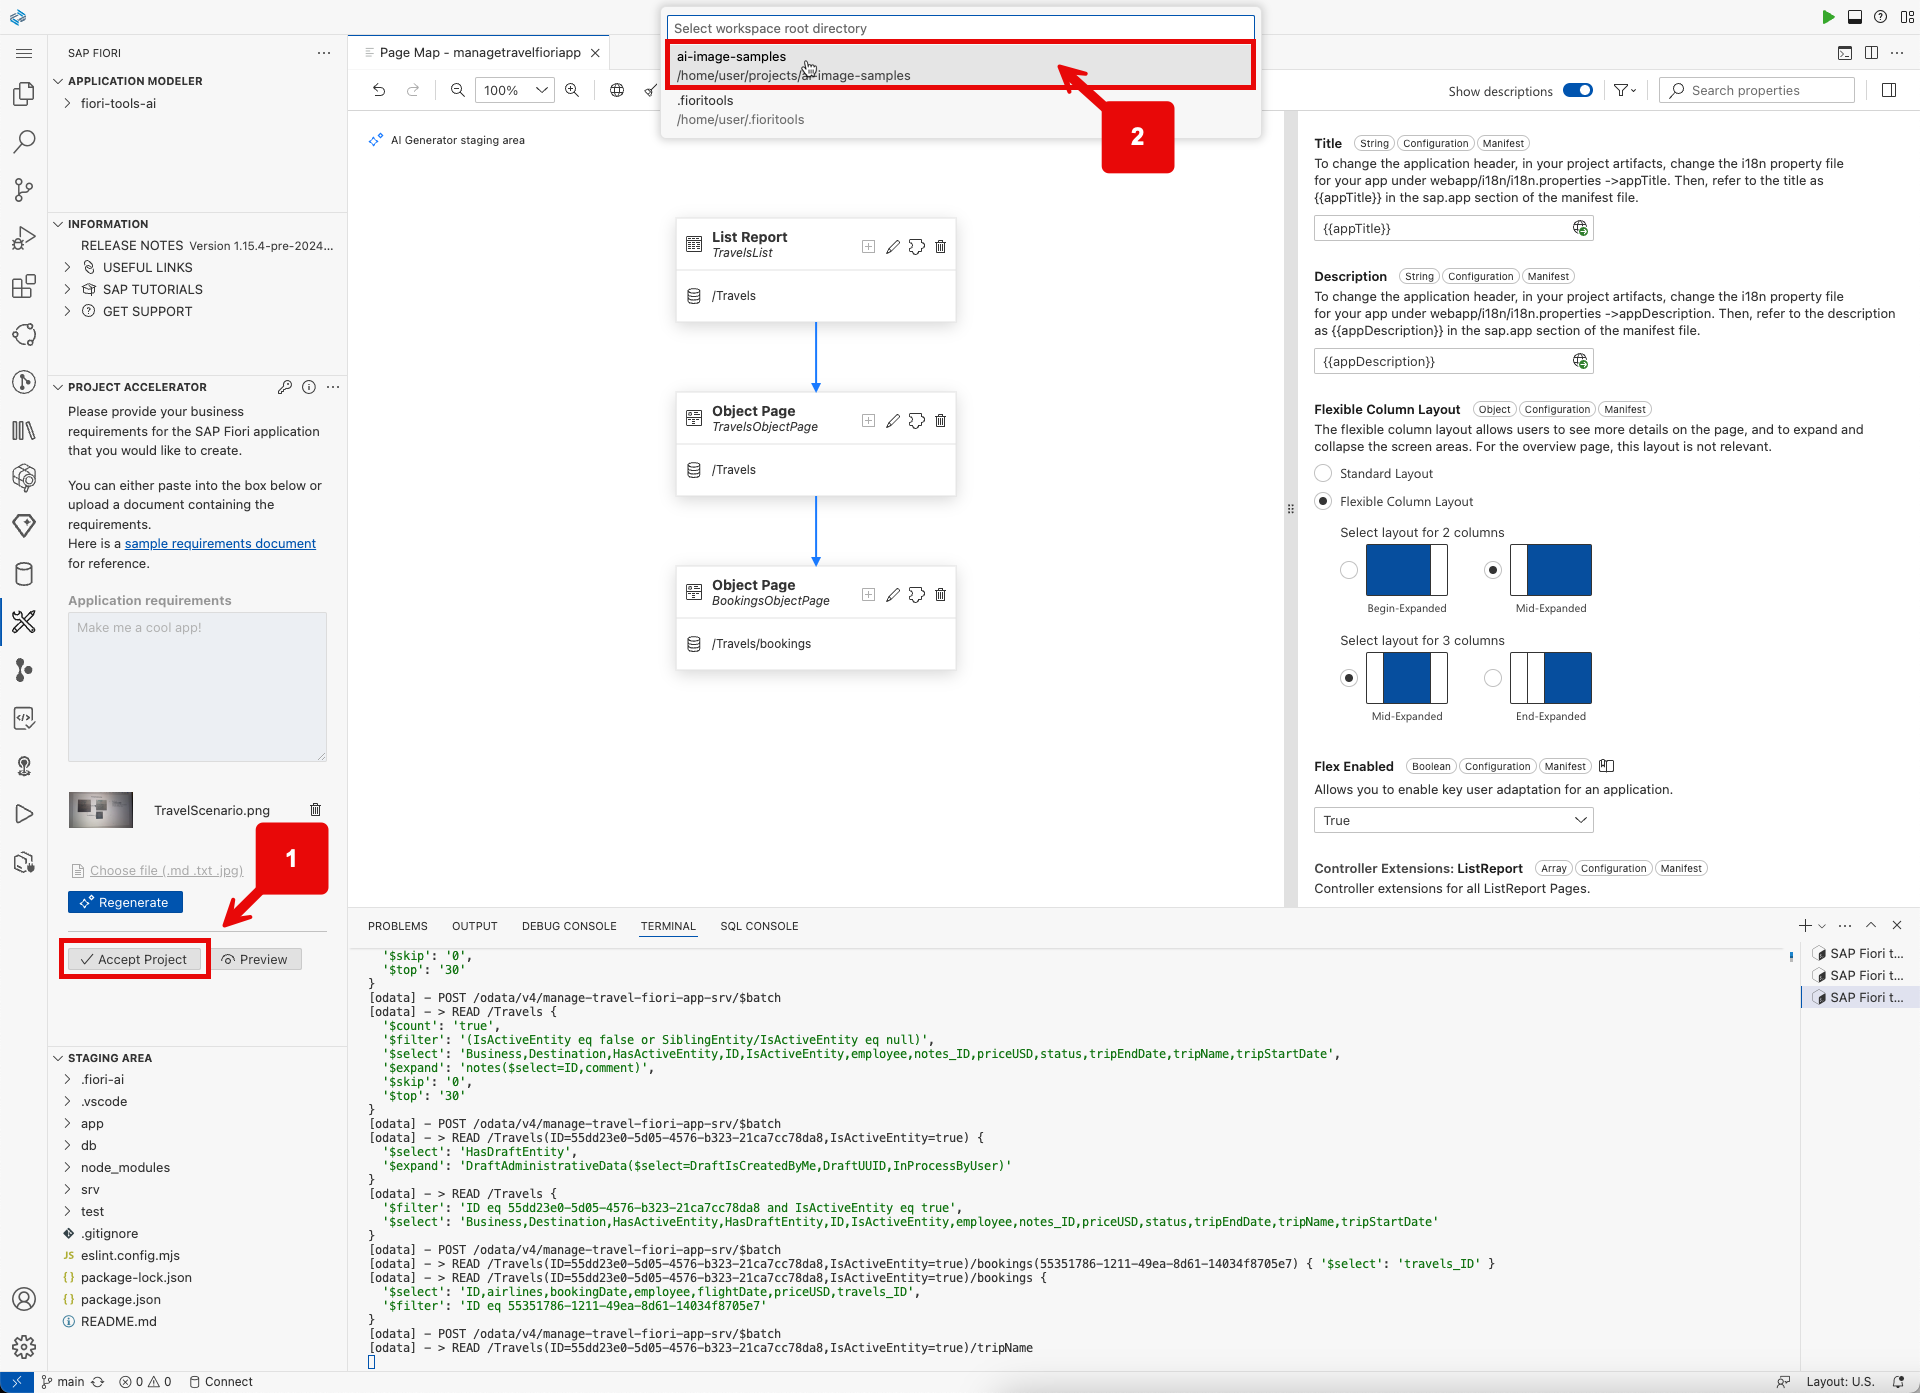 Select workspace root directory
ai-image-samples
/home/user/projects/ai-image-samples
.fioritools
/home/user/.fioritools
2
SAP FIORI
APPLICATION MODELER
fiori-tools-ai
INFORMATION
RELEASE NOTES Version 1.15.4-pre-2024...
USEFUL LINKS
SAP TUTORIALS
GET SUPPORT
PROJECT ACCELERATOR
Please provide your business
requirements for the SAP Fiori application
that you would like to create.
You can either paste into the box below or
upload a document containing the
requirements.
Here is a sample requirements document
for reference.
Application requirements
Make me a cool app!
TravelScenario.png
1
Choose file (.md .txt .jpg)
Regenerate
Accept Project
Preview
STAGING AREA
.fiori-ai
.vscode
app
db
node_modules
srv
test
.gitignore
JS eslint.config.mjs
{} package-lock.json
{} package.json
README.md
Page Map - managetravelfioriapp
100%
AI Generator staging area
List Report
TravelsList
/Travels
Object Page
TravelsObjectPage
/Travels
Object Page
BookingsObjectPage
/Travels/bookings
Show descriptions
Search properties
Title String Configuration Manifest
To change the application header, in your project artifacts, change the i18n property file
for your app under webapp/i18n/i18n.properties ->appTitle. Then, refer to the title as
{{appTitle}} in the sap.app section of the manifest file.
{{appTitle}}
Description String Configuration Manifest
To change the application header, in your project artifacts, change the i18n property file
for your app under webapp/i18n/i18n.properties ->appDescription. Then, refer to the description
as {{appDescription}} in the sap.app section of the manifest file.
{{appDescription}}
Flexible Column Layout Object Configuration Manifest
The flexible column layout allows users to see more details on the page, and to expand and
collapse the screen areas. For the overview page, this layout is not relevant.
Standard Layout
Flexible Column Layout
Select layout for 2 columns
Begin-Expanded Mid-Expanded
Select layout for 3 columns
Mid-Expanded End-Expanded
Flex Enabled Boolean Configuration Manifest
Allows you to enable key user adaptation for an application.
True
Controller Extensions: ListReport Array Configuration Manifest
Controller extensions for all ListReport Pages.
PROBLEMS OUTPUT DEBUG CONSOLE TERMINAL SQL CONSOLE
'$skip': '0',
'$top': '30'
}
[odata] - POST /odata/v4/manage-travel-fiori-app-srv/$batch
[odata] - > READ /Travels {
'$count': 'true',
'$filter': '(IsActiveEntity eq false or SiblingEntity/IsActiveEntity eq null)',
'$select': 'Business,Destination,HasActiveEntity,ID,IsActiveEntity,employee,notes_ID,priceUSD,status,tripEndDate,tripName,tripStartDate',
'$expand': 'notes($select=ID,comment)',
'$skip': '0',
'$top': '30'
}
[odata] - POST /odata/v4/manage-travel-fiori-app-srv/$batch
[odata] - > READ /Travels(ID=55dd23e0-5d05-4576-b323-21ca7cc78da8,IsActiveEntity=true) {
'$select': 'HasDraftEntity',
'$expand': 'DraftAdministrativeData($select=DraftIsCreatedByMe,DraftUUID,InProcessByUser)'
}
[odata] - > READ /Travels {
'$filter': 'ID eq 55dd23e0-5d05-4576-b323-21ca7cc78da8 and IsActiveEntity eq true',
'$select': 'Business,Destination,HasActiveEntity,HasDraftEntity,ID,IsActiveEntity,employee,notes_ID,priceUSD,status,tripEndDate,tripName,tripStartDate'
}
[odata] - POST /odata/v4/manage-travel-fiori-app-srv/$batch
[odata] - > READ /Travels(ID=55dd23e0-5d05-4576-b323-21ca7cc78da8,IsActiveEntity=true)/bookings(55351786-1211-49ea-8d61-14034f8705e7) { '$select': 'travels_ID' }
[odata] - > READ /Travels(ID=55dd23e0-5d05-4576-b323-21ca7cc78da8,IsActiveEntity=true)/bookings {
'$select': 'ID,airlines,bookingDate,employee,flightDate,priceUSD,travels_ID',
'$filter': 'ID eq 55351786-1211-49ea-8d61-14034f8705e7'
}
[odata] - POST /odata/v4/manage-travel-fiori-app-srv/$batch
[odata] - > READ /Travels(ID=55dd23e0-5d05-4576-b323-21ca7cc78da8,IsActiveEntity=true)/tripName
SAP Fiori t...
SAP Fiori t...
SAP Fiori t...
main 0 0 Connect
Layout: U.S.